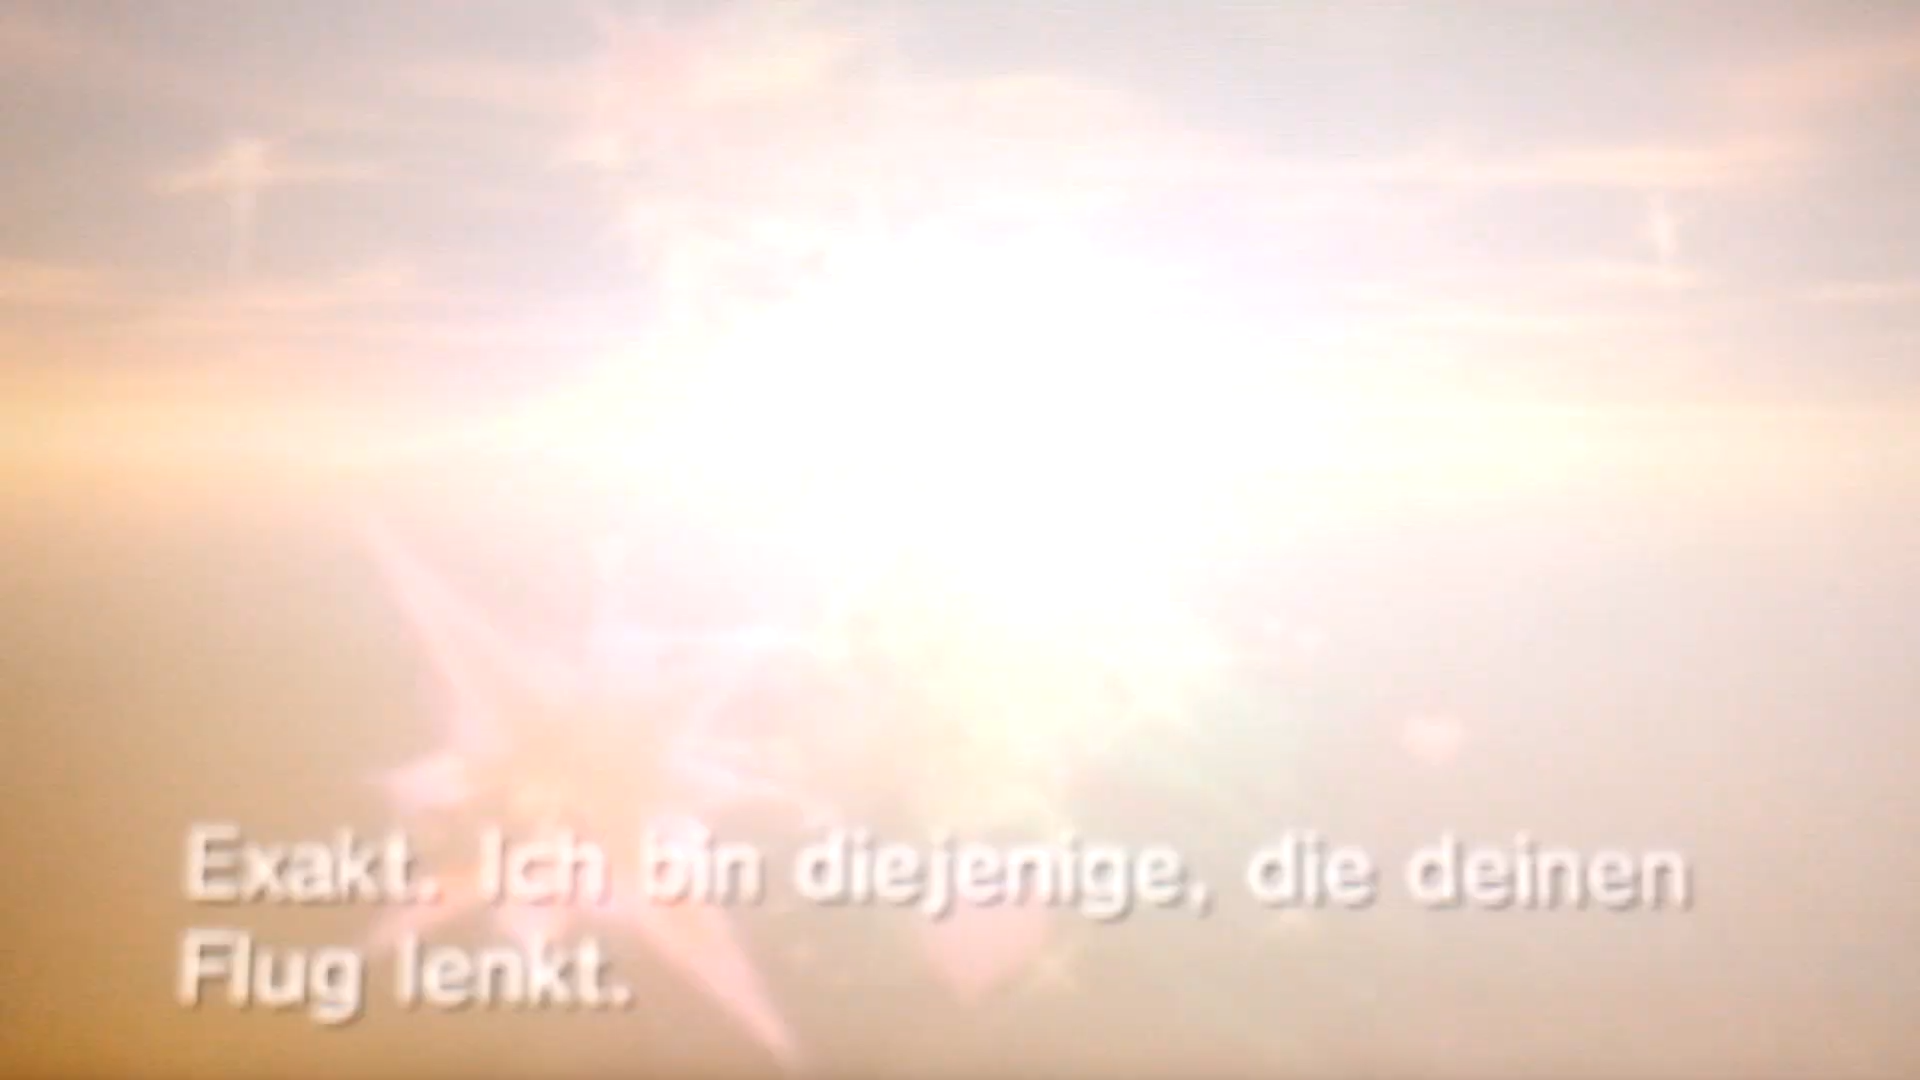 Exakt. Ich bin diejenige, die deinen
Flug lenkt.